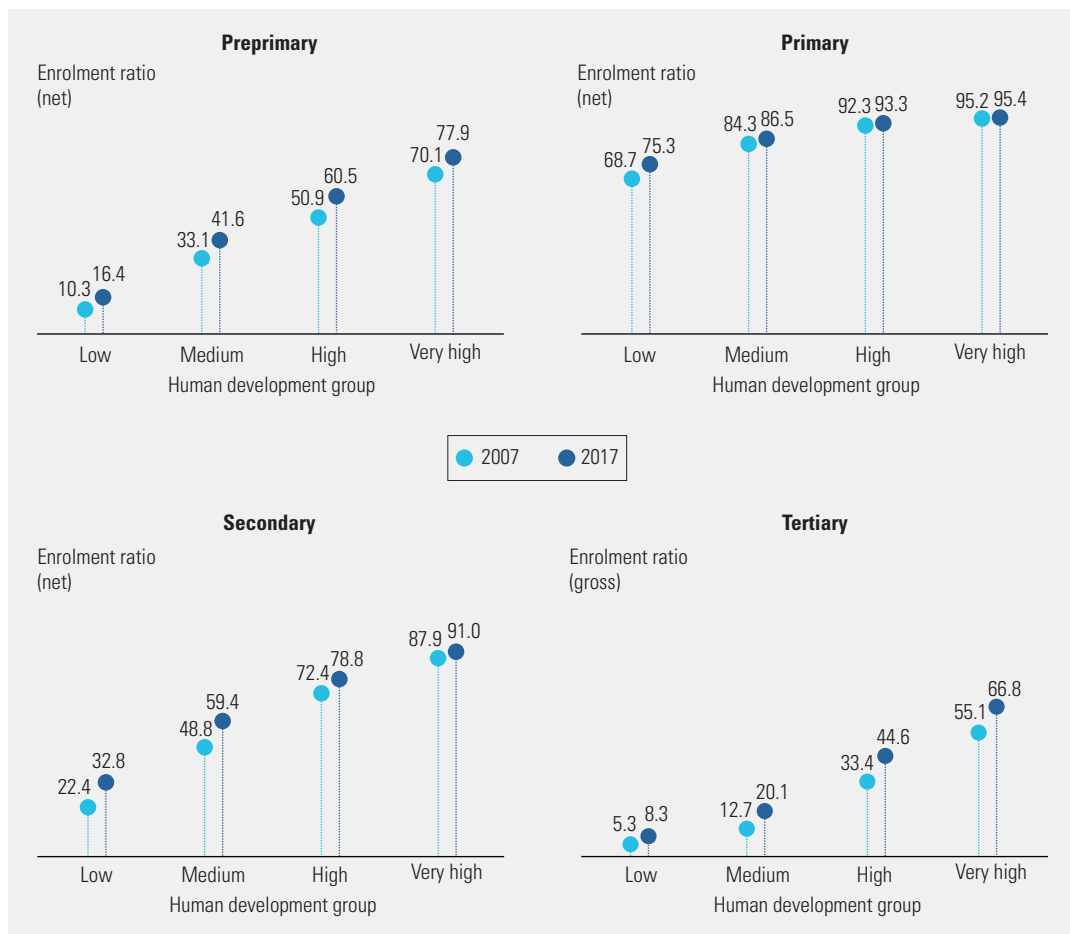 Preprimary
Enrolment ratio
(net)
10.3
16.4
33.1
41.6
50.9
60.5
70.1
77.9
Low
Medium
High
Very high
Human development group
Primary
Enrolment ratio
(net)
68.7
75.3
84.3
86.5
92.3
93.3
95.2
95.4
Low
Medium
High
Very high
Human development group
2007
2017
Secondary
Enrolment ratio
(net)
22.4
32.8
48.8
59.4
72.4
78.8
87.9
91.0
Low
Medium
High
Very high
Human development group
Tertiary
Enrolment ratio
(gross)
5.3
8.3
12.7
20.1
33.4
44.6
55.1
66.8
Low
Medium
High
Very high
Human development group